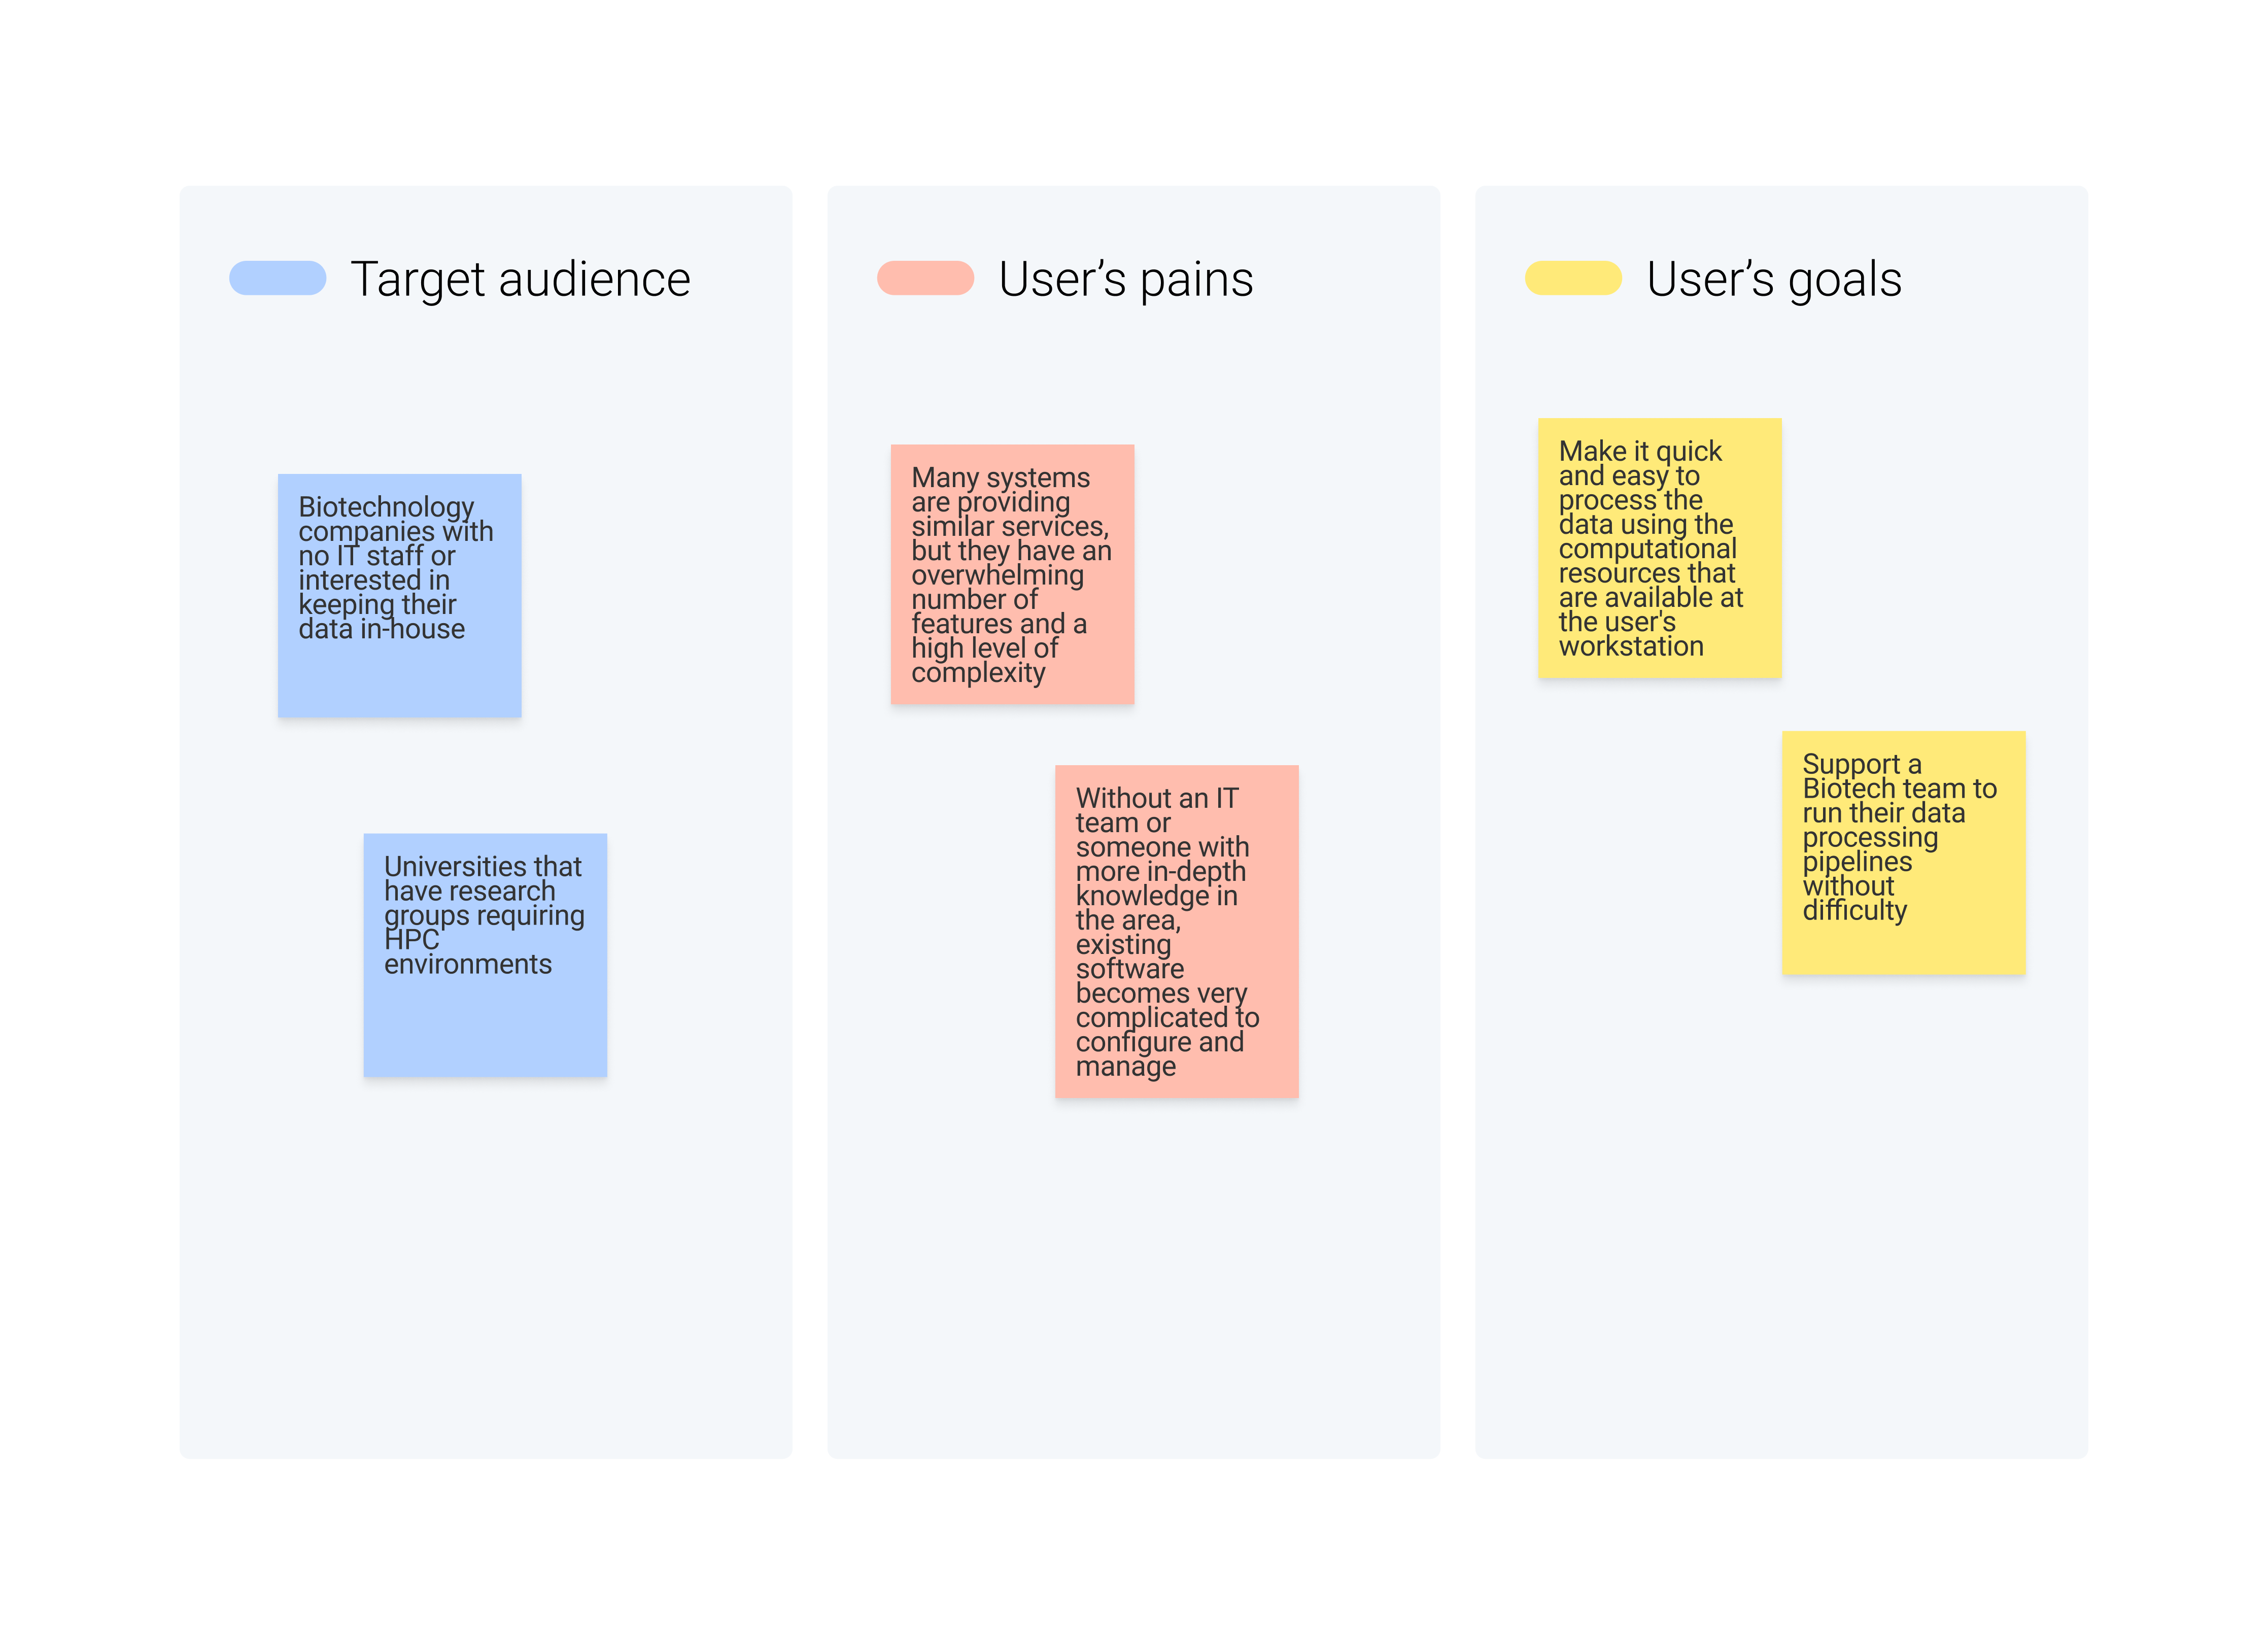 Target audience
Biotechnology
companies with
no IT staff or
interested in
keeping their
data in-house
Universities that
have research
groups requiring
HPC
environments
User’s pains
Many systems
are providing
similar services,
but they have an
overwhelming
number of
features and a
high level of
complexity
Without an IT
team or
someone with
more in-depth
knowledge in
the area,
existing
software
becomes very
complicated to
configure and
manage
User’s goals
Make it quick
and easy to
process the
data using the
computational
resources that
are available at
the user's
workstation
Support a
Biotech team to
run their data
processing
pipelines
without
difficulty